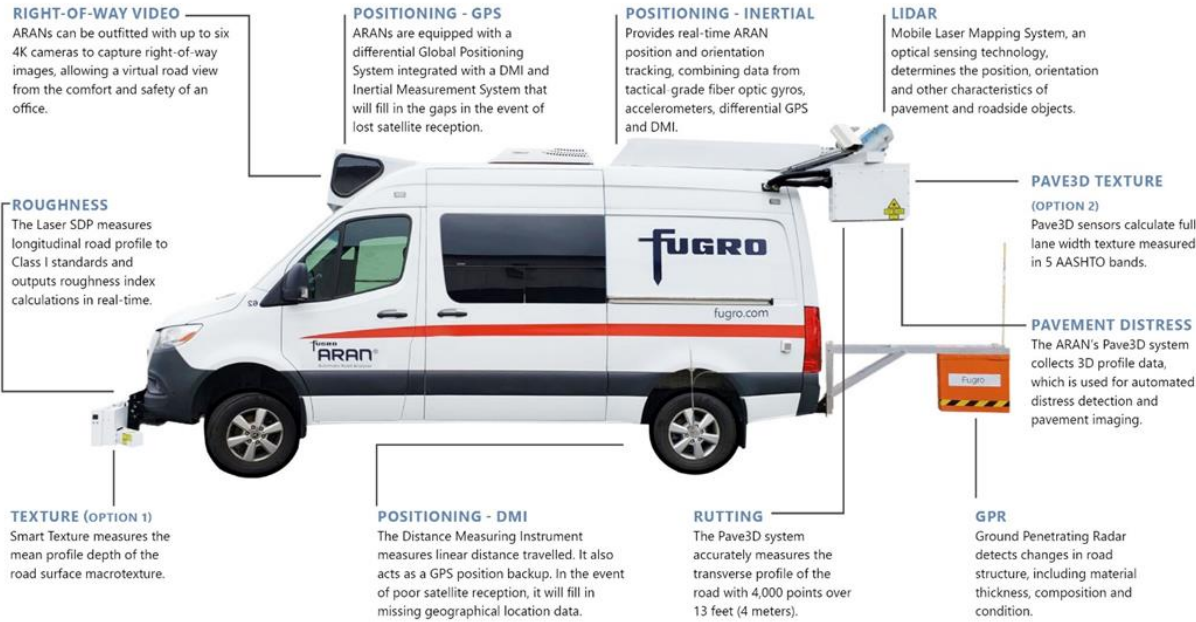 RIGHT-OF-WAY VIDEO
ARANs can be outfitted with up to six
4K cameras to capture right-of-way
images, allowing a virtual road view
from the comfort and safety of an
office.
POSITIONING - GPS
ARANs are equipped with a
differential Global Positioning
System integrated with a DMI and
Inertial Measurement System that
will fill in the gaps in the event of
lost satellite reception.
POSITIONING - INERTIAL
Provides real-time ARAN
position and orientation
tracking, combining data from
tactical-grade fiber optic gyros,
accelerometers, differential GPS
and DMI.
LIDAR
Mobile Laser Mapping System, an
optical sensing technology,
determines the position, orientation
and other characteristics of
pavement and roadside objects.
ROUGHNESS
The Laser SDP measures
longitudinal road profile to
Class I standards and
outputs roughness index
calculations in real-time.
PAVE3D TEXTURE
(OPTION 2)
Pave3D sensors calculate full
lane width texture measured
in 5 AASHTO bands.
fugro
fugro.com
fugro
ARAN®
PAVEMENT DISTRESS
The ARAN's Pave3D system
collects 3D profile data,
which is used for automated
distress detection and
pavement imaging.
Fugro
TEXTURE (OPTION 1)
Smart Texture measures the
mean profile depth of the
road surface macrotexture.
POSITIONING - DMI
The Distance Measuring Instrument
measures linear distance travelled. It also
acts as a GPS position backup. In the event
of poor satellite reception, it will fill in
missing geographical location data.
RUTTING
The Pave3D system
accurately measures the
transverse profile of the
road with 4,000 points over
13 feet (4 meters).
GPR
Ground Penetrating Radar
detects changes in road
structure, including material
thickness, composition and
condition.